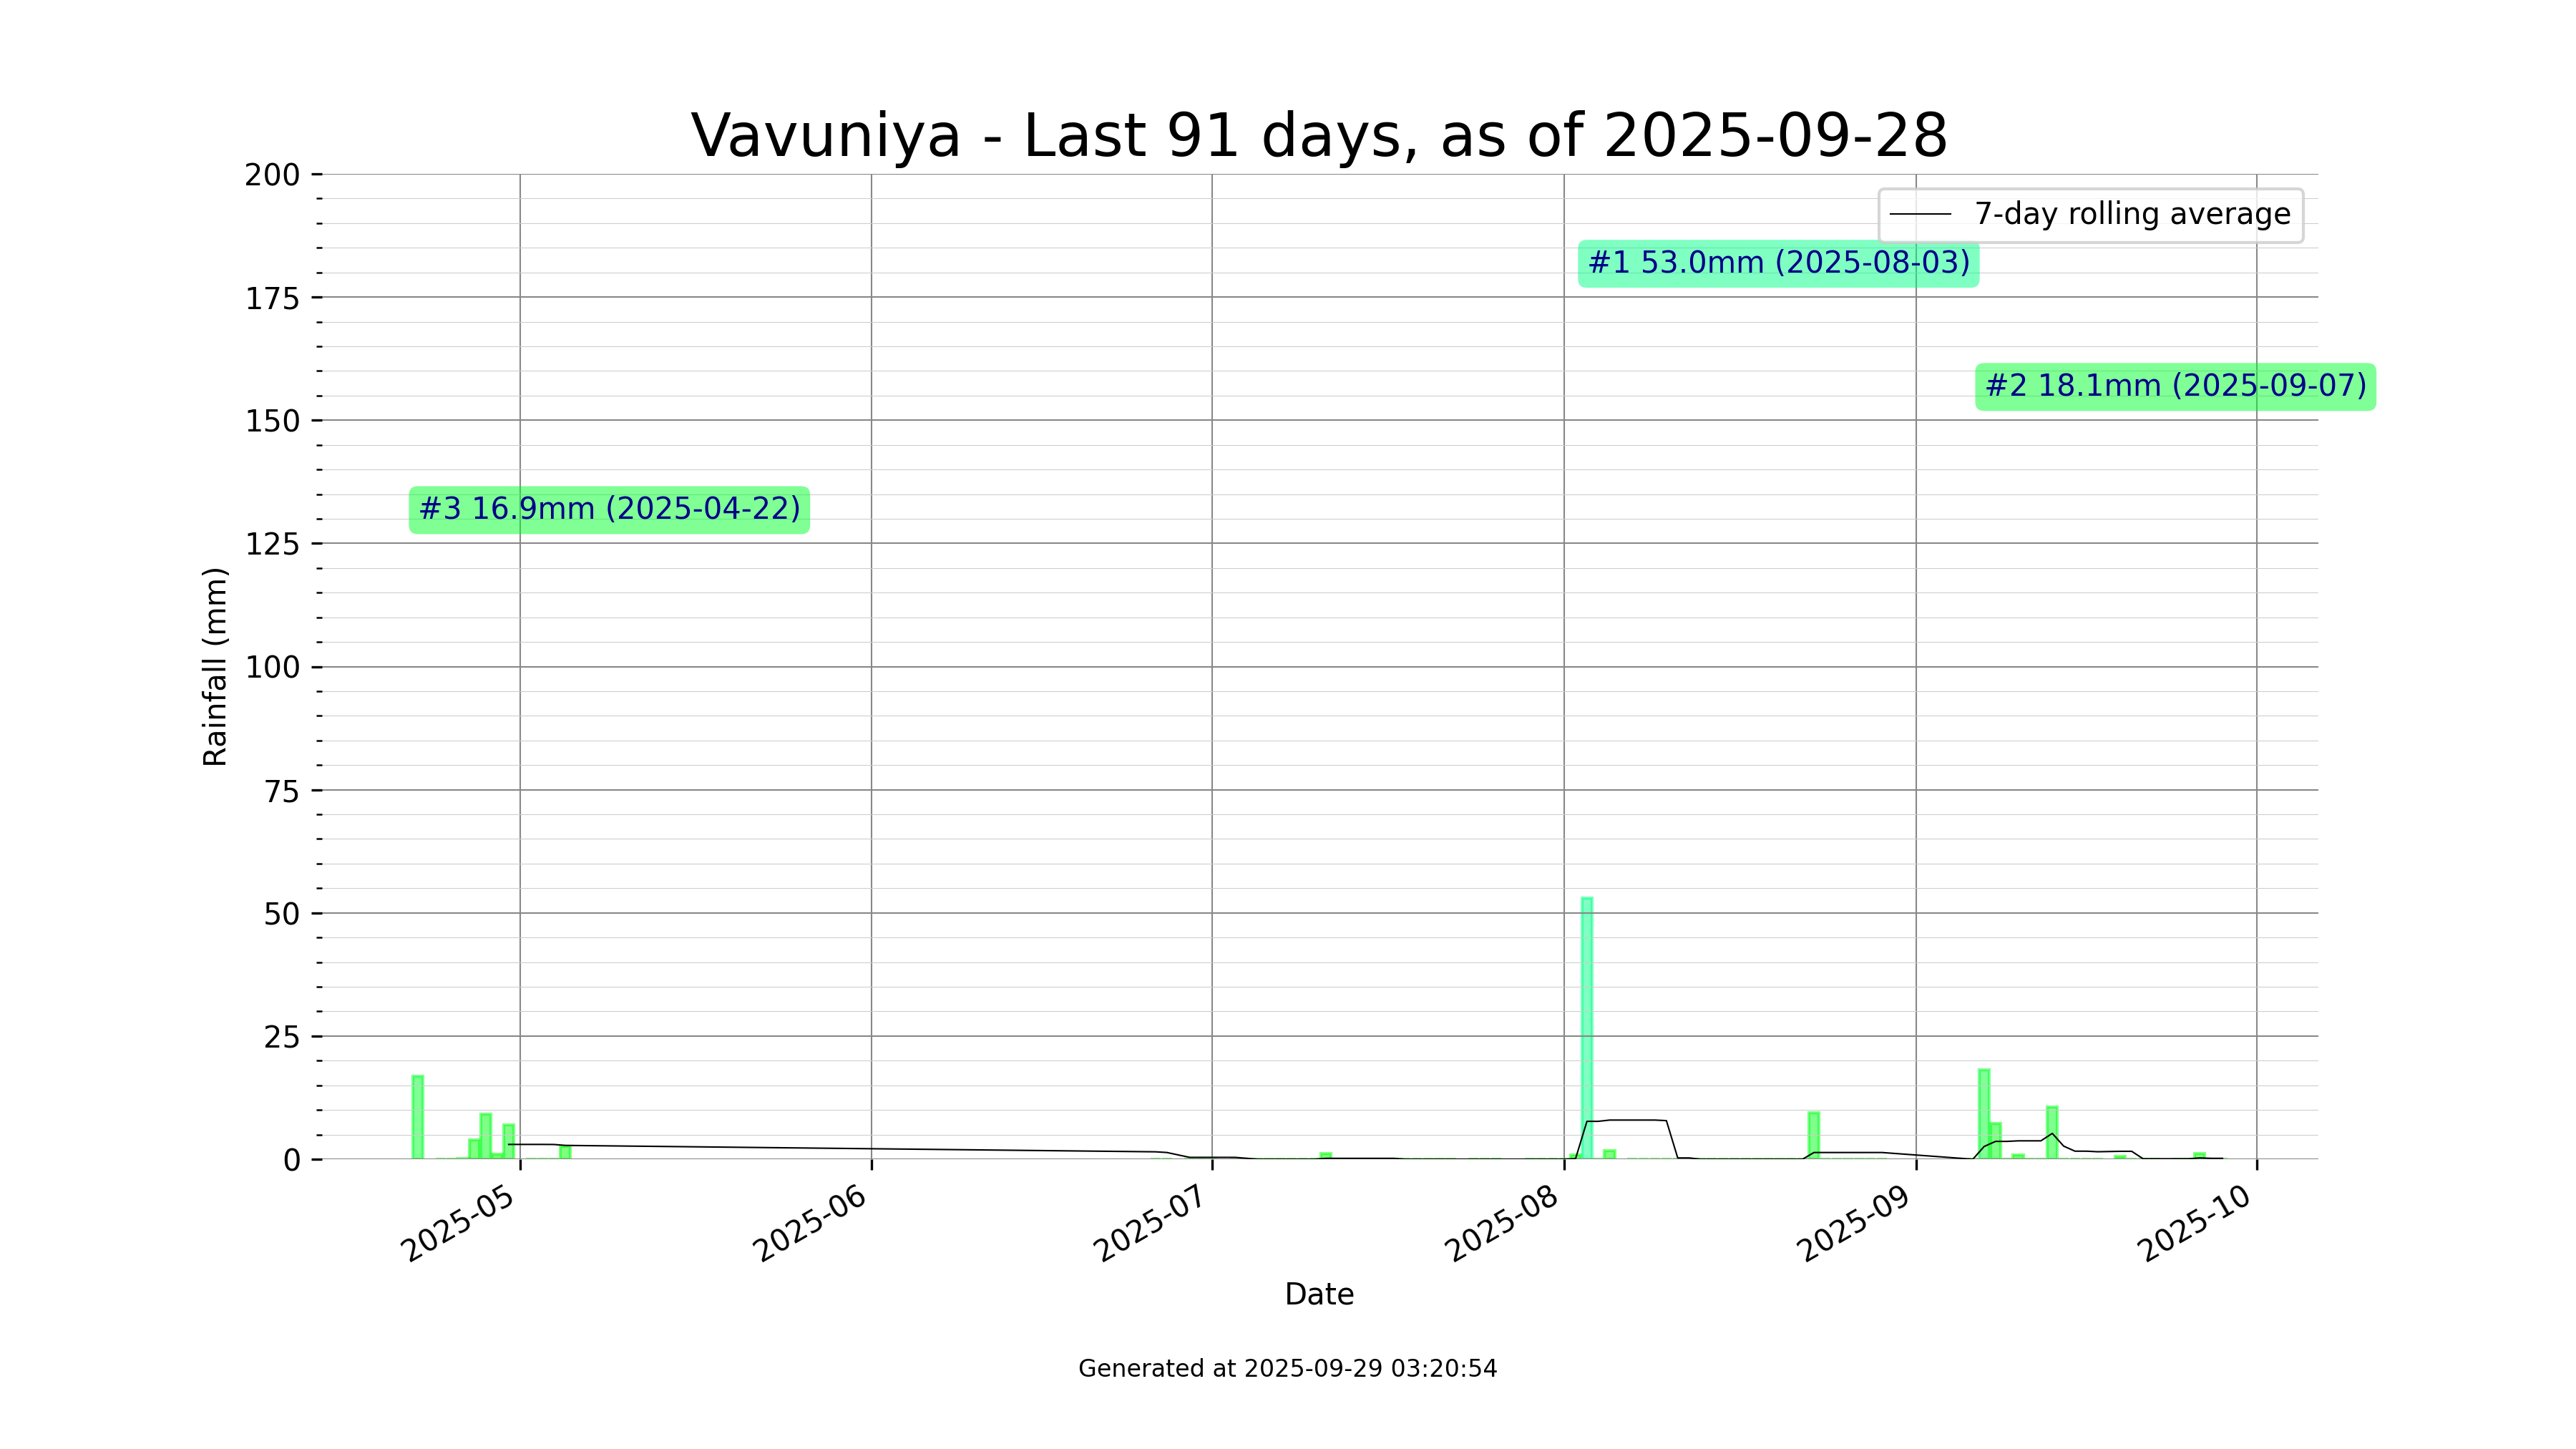 Vavuniya - Last 91 days, as of 2025-09-28
200
175
150
125
100
75
50
25
0
Rainfall (mm)
7-day rolling average
#1 53.0mm (2025-08-03)
#2 18.1mm (2025-09-07)
#3 16.9mm (2025-04-22)
2025-05
2025-06
2025-07
2025-08
2025-09
2025-10
Date
Generated at 2025-09-29 03:20:54